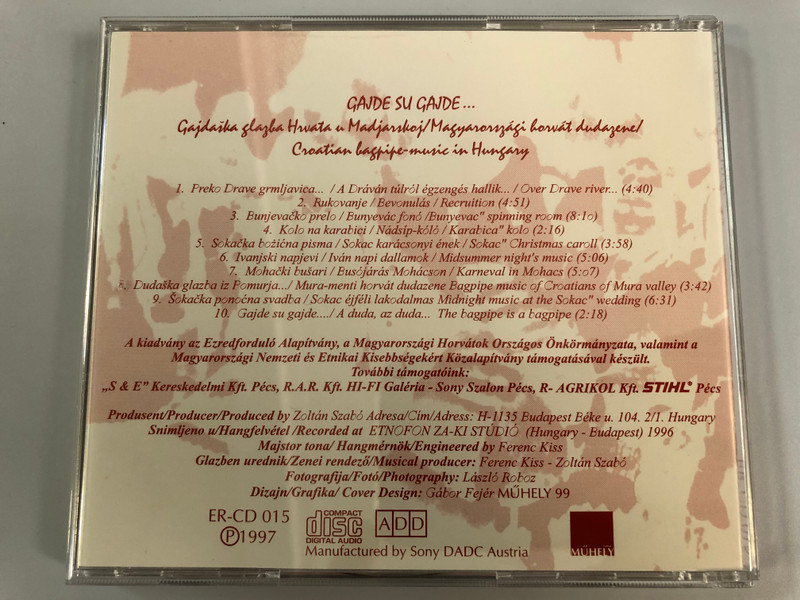 GAJDE SU GAJDE...
Gajdaška glazba Hrvata u Madjarskoj/Magyarországi horvát dudazene/
Croatian bagpipe-music in Hungary
1. Preko Drave grmljavica... / A Dráván túlról égzengés hallik... / Over Drave river... (4:40)
2. Rukovanje / Bevonulás / Recruition (4:51)
3. Bunjevačko prelo / Bunyevác fonó /Bunyevac" spinning room (8:10)
4. Kolo na karabici / Nádsíp-kóló / Karabica" kolo (2:16)
5. Sokačka božićna pisma / Sokac karácsonyi ének / Sokac" Christmas caroll (3:58)
6. Ivanjski napjevi / Iván napi dallamok / Midsummer night's music (5:06)
7. Mohački bušari / Busójárás Mohácson / Karneval in Mohacs (5:07)
8. Dudaška glazba iz Pomurja.../ Mura-menti horvát dudazene Bagpipe music of Croatians of Mura valley (3:42)
9. Šokačka ponoćna svadba / Sokac éjféli lakodalmas Midnight music at the Sokac" wedding (6:31)
10. Gajde su gajde..../ A duda, az duda... The bagpipe is a bagpipe (2:18)
A kiadvány az Ezredforduló Alapítvány, a Magyarországi Horvátok Országos Önkórmányzata, valamint a
Magyarországi Nemzeti és Etnikai Kisebbségekért Közalapítvány támogatásával készült.
További támogatóink:
„S & E” Kereskedelmi Kft. Pécs, R.A.R. Kft. HI-FI Galéria - Sony Szalon Pécs, R- AGRIKOL Kft. STIHL® Pécs
Produsent/Producer/Produced by Zoltán Szabó Adresa/Cím/Adress: H-1135 Budapest Béke u. 104. 2/1. Hungary
Snimljeno u/Hangfelvétel /Recorded at ETNOFON ZA-KI STÚDIÓ (Hungary - Budapest) 1996
Majstor tona/ Hangmérnök/Engineered by Ferenc Kiss
Glazben urednik/Zenei rendező/Musical producer: Ferenc Kiss - Zoltán Szabó
Fotografija/Fotó/Photography: László Roboz
Dizajn/Grafika/ Cover Design: Gábor Fejér MŰHELY 99
ER-CD 015
Ⓟ1997
COMPACT
disc
DIGITAL AUDIO
ADD
Manufactured by Sony DADC Austria
MŰHELY